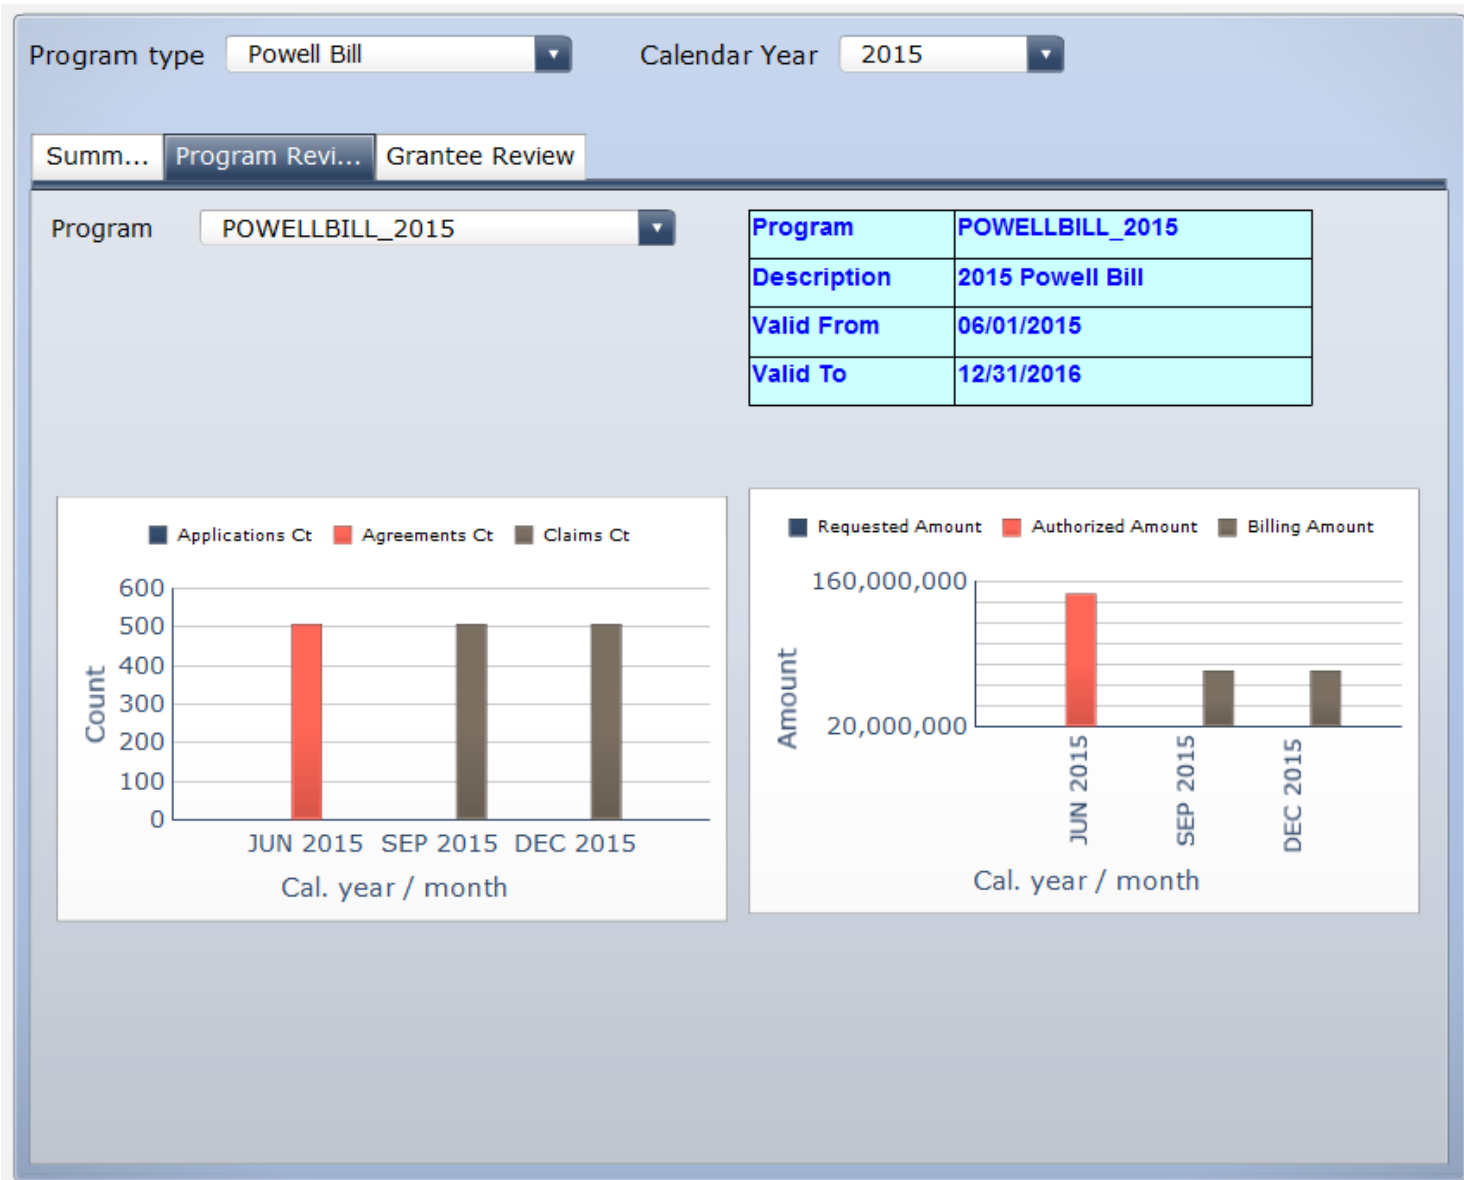 Program type Powell Bill Calendar Year 2015
Summ... Program Revi... Grantee Review
Program POWELLBILL_2015
Program POWELLBILL_2015
Description 2015 Powell Bill
Valid From 06/01/2015
Valid To 12/31/2016
Applications Ct Agreements Ct Claims Ct
600
500
400
300
200
100
0
Count
JUN 2015 SEP 2015 DEC 2015
Cal. year / month
Requested Amount Authorized Amount Billing Amount
160,000,000
20,000,000
Amount
JUN 2015 SEP 2015 DEC 2015
Cal. year / month